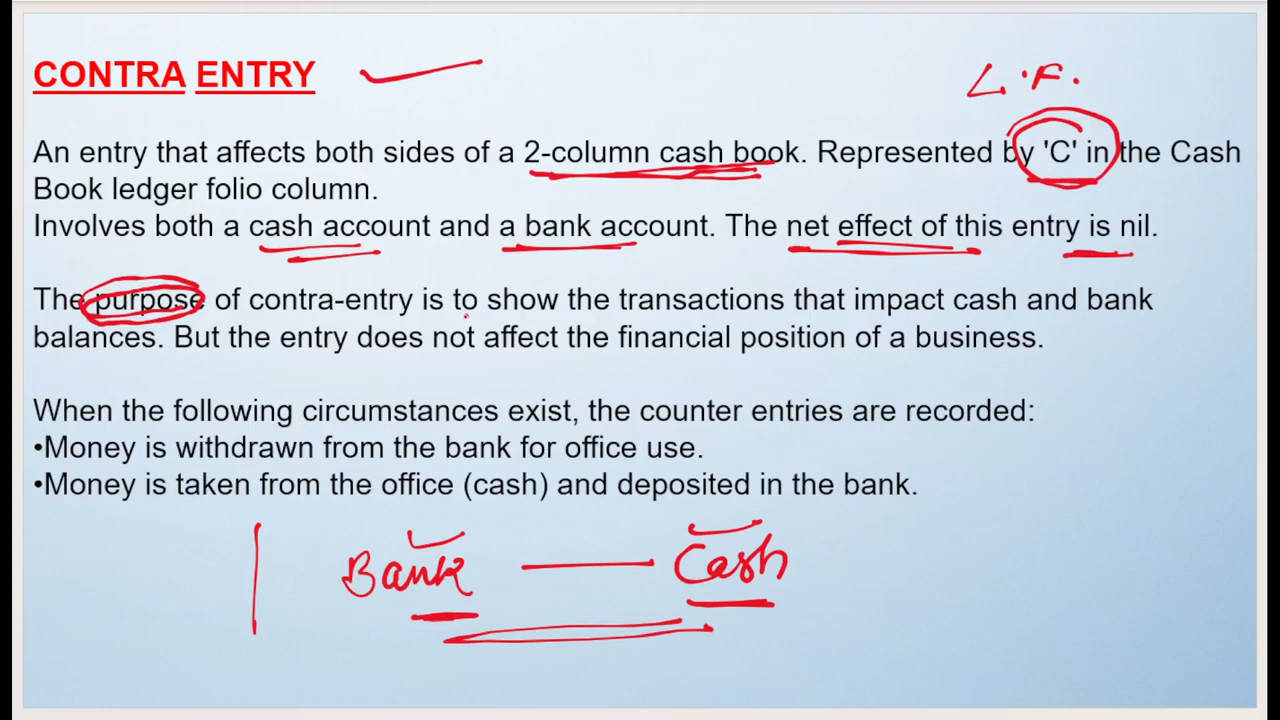 CONTRA ENTRY
L.F.
An entry that affects both sides of a 2-column cash book. Represented by 'C' in the Cash
Book ledger folio column.
Involves both a cash account and a bank account. The net effect of this entry is nil.
The purpose of contra-entry is to show the transactions that impact cash and bank
balances. But the entry does not affect the financial position of a business.
When the following circumstances exist, the counter entries are recorded:
•Money is withdrawn from the bank for office use.
•Money is taken from the office (cash) and deposited in the bank.
Bank — Cash